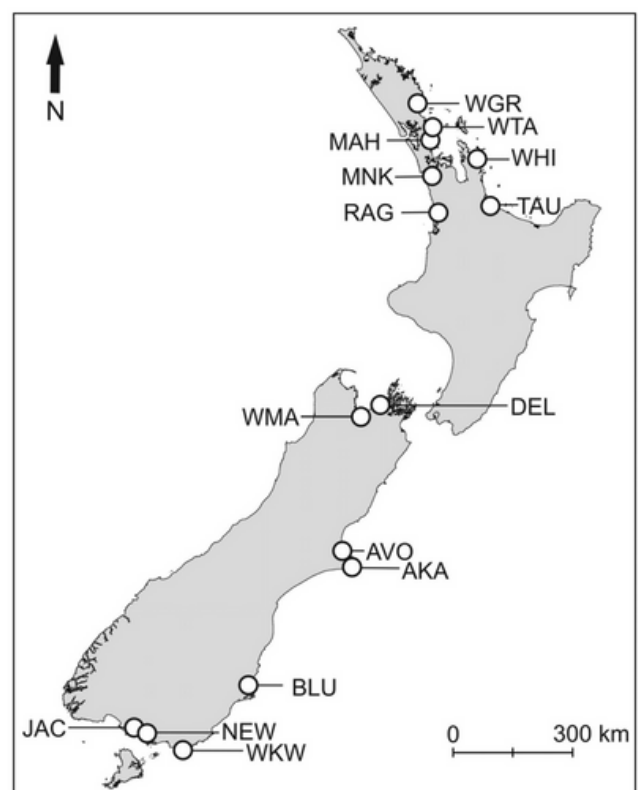 N
WGR
WTA
MAH
WHI
MNK
TAU
RAG
DEL
WMA
AVO
AKA
BLU
JAC
NEW
WKW
0 300 km